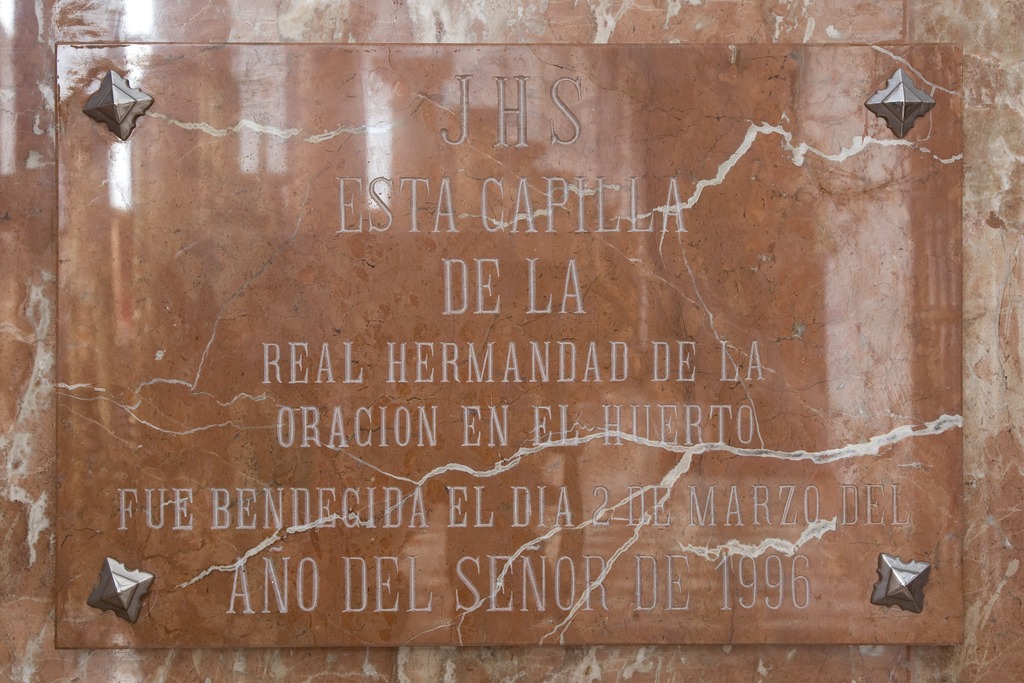 JHS
ESTA CAPILLA
DE LA
REAL HERMANDAD DE LA
ORACION EN EL HUERTO
FUE BENDECIDA EL DIA 2 DE MARZO DEL
AÑO DEL SEÑOR DE 1996